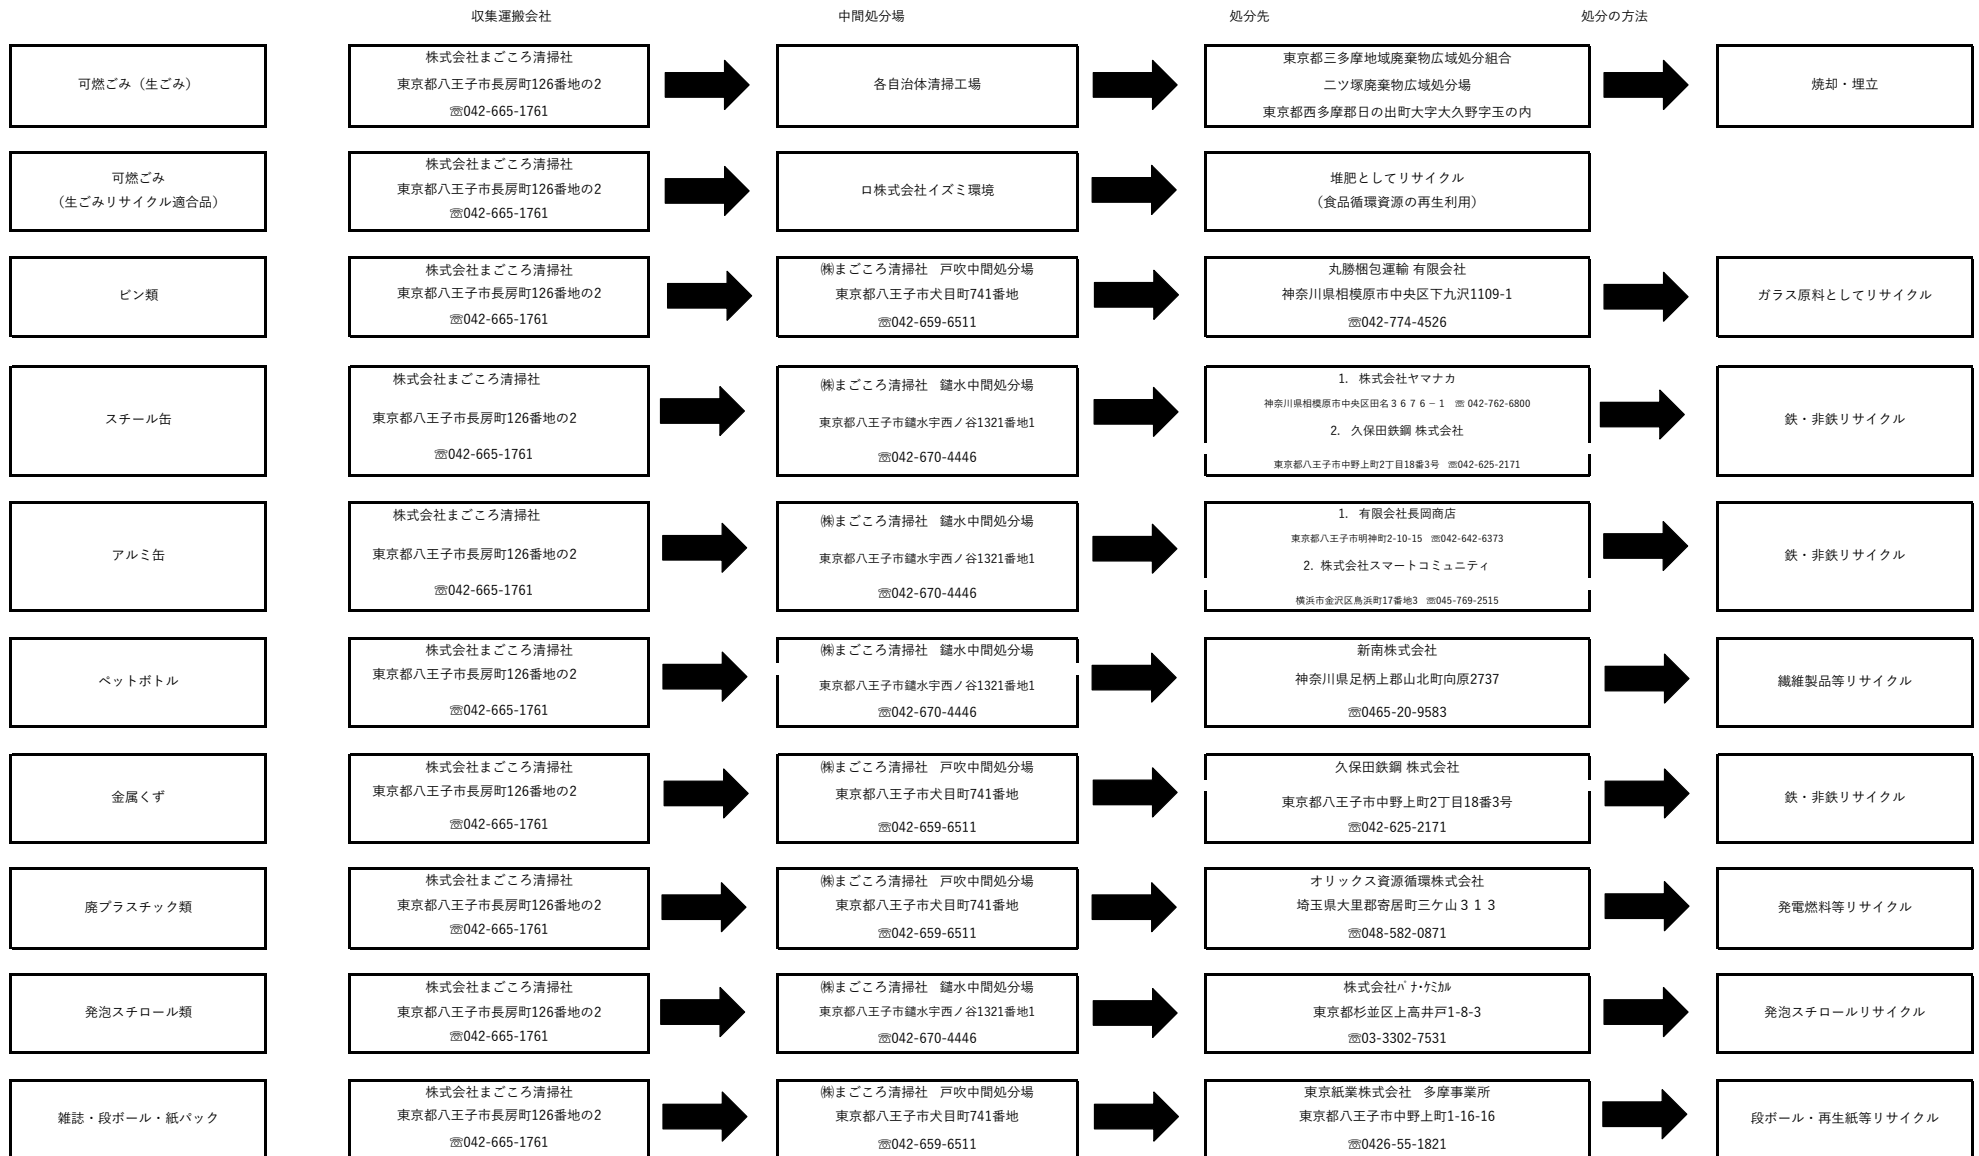 収集運搬会社
中間処分場
処分先
処分の方法
可燃ごみ（生ごみ）
株式会社まごころ清掃社
東京都八王子市長房町126番地の2
☏042-665-1761
各自治体清掃工場
東京都三多摩地域廃棄物広域処分組合
二ツ塚廃棄物広域処分場
東京都西多摩郡日の出町大字大久野字玉の内
焼却・埋立
可燃ごみ
（生ごみリサイクル適合品）
株式会社まごころ清掃社
東京都八王子市長房町126番地の2
☏042-665-1761
ロ株式会社イズミ環境
堆肥としてリサイクル
（食品循環資源の再生利用）
ビン類
株式会社まごころ清掃社
東京都八王子市長房町126番地の2
☏042-665-1761
㈱まごころ清掃社　戸吹中間処分場
東京都八王子市犬目町741番地
☏042-659-6511
丸勝梱包運輸 有限会社
神奈川県相模原市中央区下九沢1109-1
☏042-774-4526
ガラス原料としてリサイクル
スチール缶
株式会社まごころ清掃社
東京都八王子市長房町126番地の2
☏042-665-1761
㈱まごころ清掃社　鑓水中間処分場
東京都八王子市鑓水宇西ノ谷1321番地1
☏042-670-4446
1. 株式会社ヤマナカ
神奈川県相模原市中央区田名３６７６－１　☏ 042-762-6800
2. 久保田鉄鋼 株式会社
東京都八王子市中野上町2丁目18番3号　☏042-625-2171
鉄・非鉄リサイクル
アルミ缶
株式会社まごころ清掃社
東京都八王子市長房町126番地の2
☏042-665-1761
㈱まごころ清掃社　鑓水中間処分場
東京都八王子市鑓水宇西ノ谷1321番地1
☏042-670-4446
1. 有限会社長岡商店
東京都八王子市明神町2-10-15　☏042-642-6373
2. 株式会社スマートコミュニティ
横浜市金沢区鳥浜町17番地3　☏045-769-2515
鉄・非鉄リサイクル
ペットボトル
株式会社まごころ清掃社
東京都八王子市長房町126番地の2
☏042-665-1761
㈱まごころ清掃社　鑓水中間処分場
東京都八王子市鑓水宇西ノ谷1321番地1
☏042-670-4446
新南株式会社
神奈川県足柄上郡山北町向原2737
☏0465-20-9583
繊維製品等リサイクル
金属くず
株式会社まごころ清掃社
東京都八王子市長房町126番地の2
☏042-665-1761
㈱まごころ清掃社　戸吹中間処分場
東京都八王子市犬目町741番地
☏042-659-6511
久保田鉄鋼 株式会社
東京都八王子市中野上町2丁目18番3号
☏042-625-2171
鉄・非鉄リサイクル
廃プラスチック類
株式会社まごころ清掃社
東京都八王子市長房町126番地の2
☏042-665-1761
㈱まごころ清掃社　戸吹中間処分場
東京都八王子市犬目町741番地
☏042-659-6511
オリックス資源循環株式会社
埼玉県大里郡寄居町三ケ山３１３
☏048-582-0871
発電燃料等リサイクル
発泡スチロール類
株式会社まごころ清掃社
東京都八王子市長房町126番地の2
☏042-665-1761
㈱まごころ清掃社　鑓水中間処分場
東京都八王子市鑓水宇西ノ谷1321番地1
☏042-670-4446
株式会社ﾊﾟﾅ･ｹﾐｶﾙ
東京都杉並区上高井戸1-8-3
☏03-3302-7531
発泡スチロールリサイクル
雑誌・段ボール・紙パック
株式会社まごころ清掃社
東京都八王子市長房町126番地の2
☏042-665-1761
㈱まごころ清掃社　戸吹中間処分場
東京都八王子市犬目町741番地
☏042-659-6511
東京紙業株式会社　多摩事業所
東京都八王子市中野上町1-16-16
☏0426-55-1821
段ボール・再生紙等リサイクル